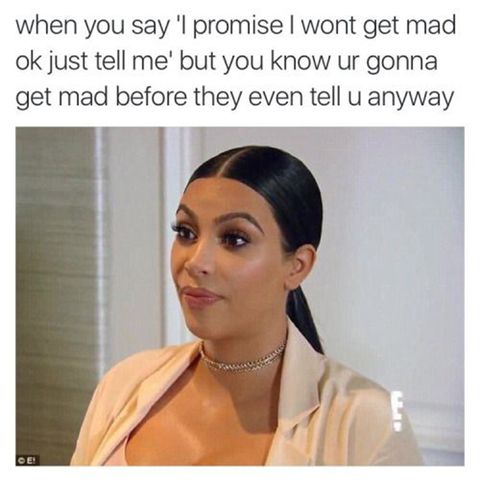 when you say 'I promise I wont get mad
ok just tell me' but you know ur gonna
get mad before they even tell u anyway
E!
© E!